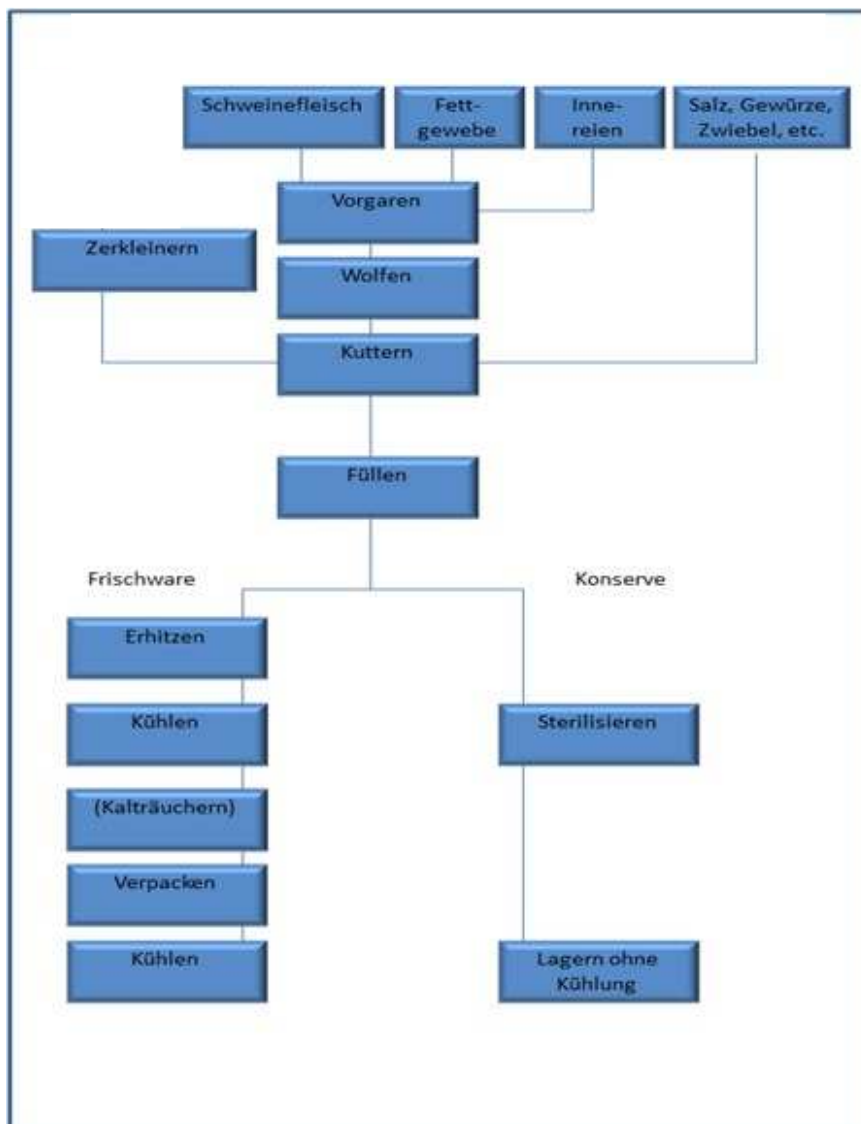 Schweinefleisch
Fett-
gewebe
Inne-
reien
Salz, Gewürze,
Zwiebel, etc.
Vorgaren
Zerkleinern
Wolfen
Kuttern
Füllen
Frischware
Konserve
Erhitzen
Kühlen
Sterilisieren
(Kalträuchern)
Verpacken
Kühlen
Lagern ohne
Kühlung